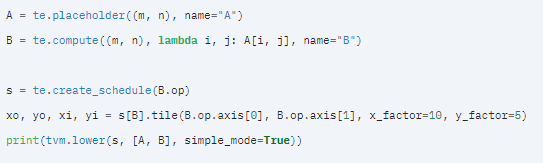 A = te.placeholder((m, n), name="A")
B = te.compute((m, n), lambda i, j: A[i, j], name="B")
s = te.create_schedule(B.op)
xo, yo, xi, yi = s[B].tile(B.op.axis[0], B.op.axis[1], x_factor=10, y_factor=5)
print(tvm.lower(s, [A, B], simple_mode=True))